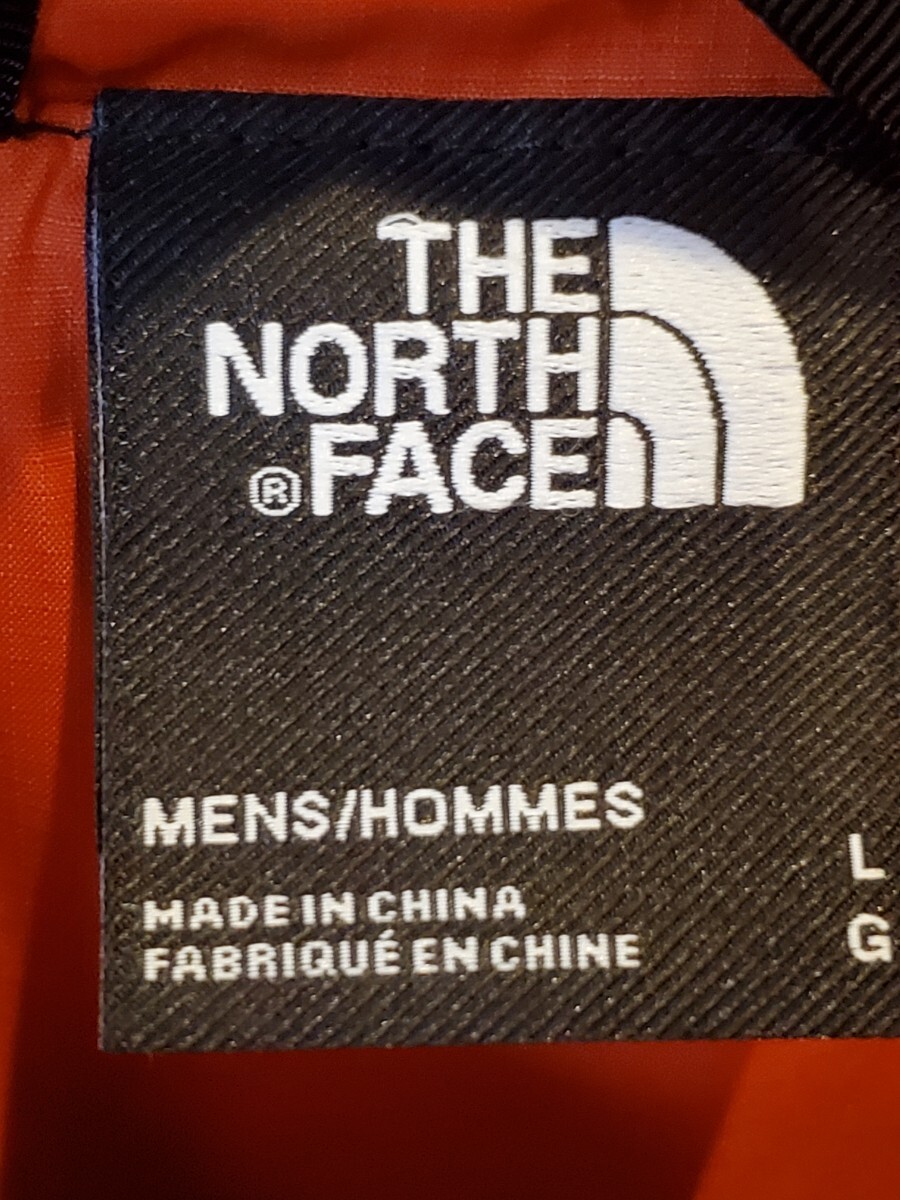 THE
NORTH
®FACE
MENS/HOMMES
L
MADE IN CHINA
G
FABRIQUÉ EN CHINE